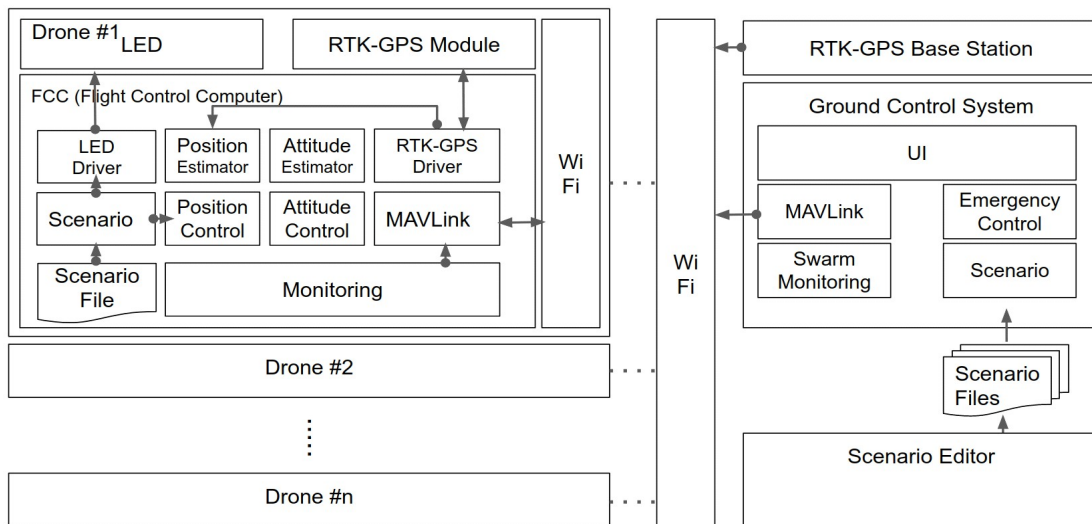 Drone #1
LED
RTK-GPS Module
FCC (Flight Control Computer)
LED
Driver
Position
Estimator
Attitude
Estimator
RTK-GPS
Driver
Scenario
Position
Control
Attitude
Control
MAVLink
Scenario
File
Monitoring
Wi
Fi
Drone #2
Drone #n
Wi
Fi
RTK-GPS Base Station
Ground Control System
UI
MAVLink
Emergency
Control
Swarm
Monitoring
Scenario
Scenario
Files
Scenario Editor